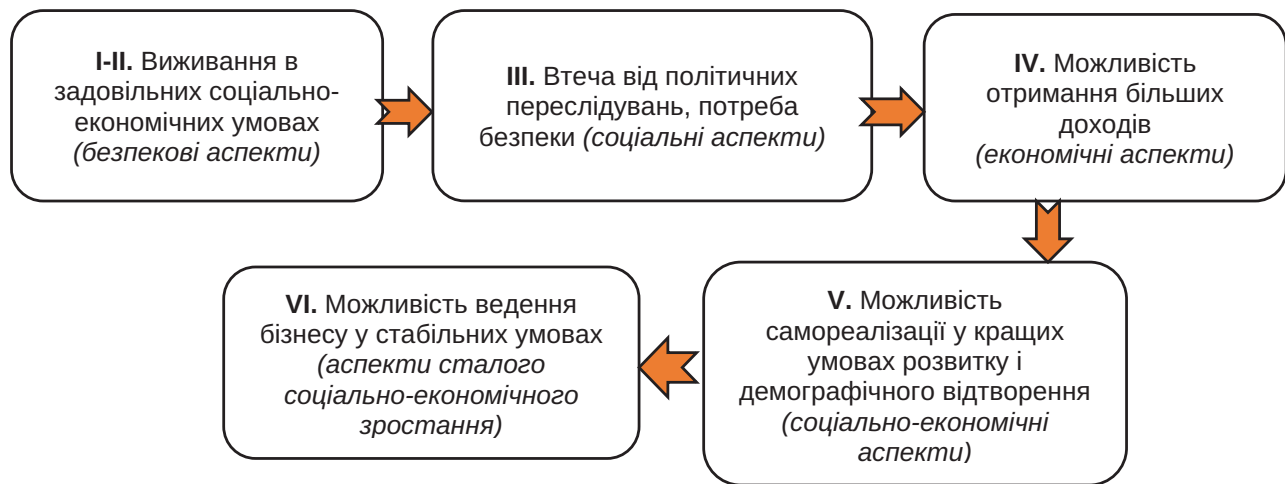 I-II. Виживання в
задовільних соціально-
економічних умовах
(безпекові аспекти)
III. Втеча від політичних
переслідувань, потреба
безпеки (соціальні аспекти)
IV. Можливість
отримання більших
доходів
(економічні аспекти)
VI. Можливість ведення
бізнесу у стабільних умовах
(аспекти сталого
соціально-економічного
зростання)
V. Можливість
самореалізації у кращих
умовах розвитку і
демографічного відтворення
(соціально-економічні
аспекти)